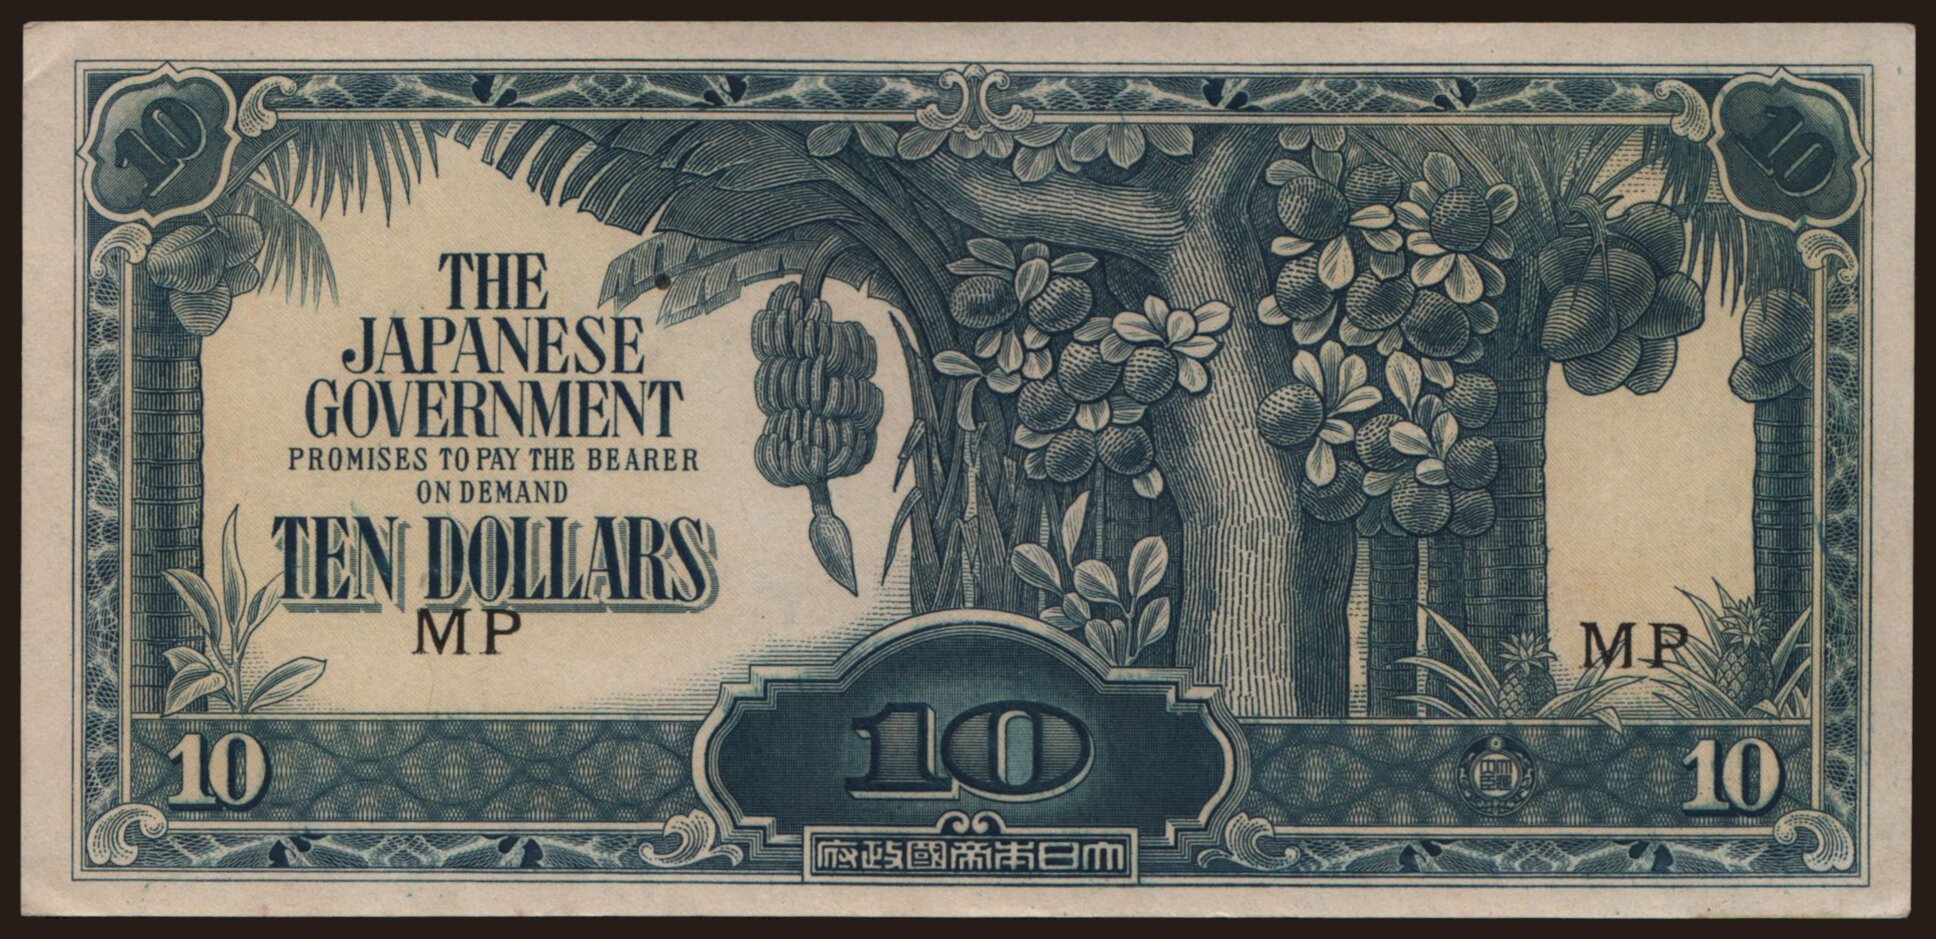 10
10
THE
JAPANESE
GOVERNMENT
PROMISES TO PAY THE BEARER
ON DEMAND
TEN DOLLARS
MP
MP
10
10
10
府政國帝本日大